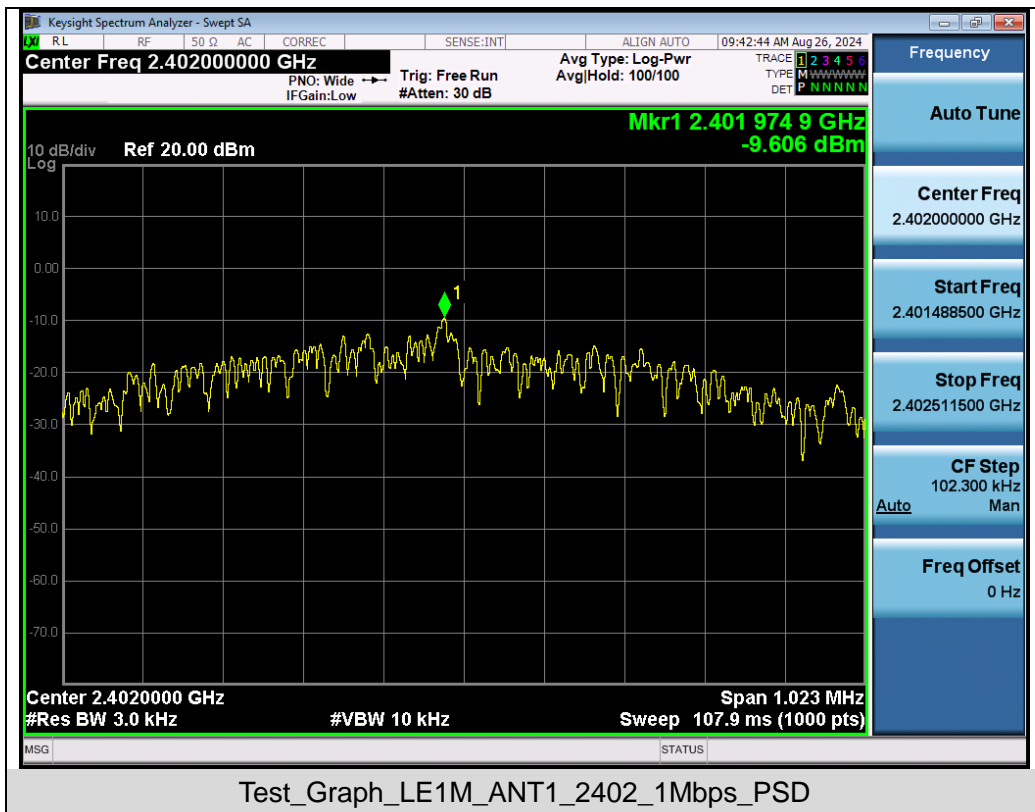 Keysight Spectrum Analyzer - Swept SA
LXI RL RF 50 Ω AC CORREC SENSE:INT ALIGN AUTO 09:42:44 AM Aug 26, 2024
Center Freq 2.402000000 GHz
PNO: Wide
IFGain:Low
Trig: Free Run
#Atten: 30 dB
Avg Type: Log-Pwr
Avg|Hold: 100/100
TRACE 1 2 3 4 5 6
TYPE M WWWWW
DET P N N N N N
Mkr1 2.401 974 9 GHz
-9.606 dBm
10 dB/div Ref 20.00 dBm
Log
10.0
0.00
1
-10.0
-20.0
-30.0
-40.0
-50.0
-60.0
-70.0
Center 2.4020000 GHz Span 1.023 MHz
#Res BW 3.0 kHz #VBW 10 kHz Sweep 107.9 ms (1000 pts)
MSG STATUS
Frequency
Auto Tune
Center Freq
2.402000000 GHz
Start Freq
2.401488500 GHz
Stop Freq
2.402511500 GHz
CF Step
102.300 kHz
Auto Man
Freq Offset
0 Hz
Test_Graph_LE1M_ANT1_2402_1Mbps_PSD